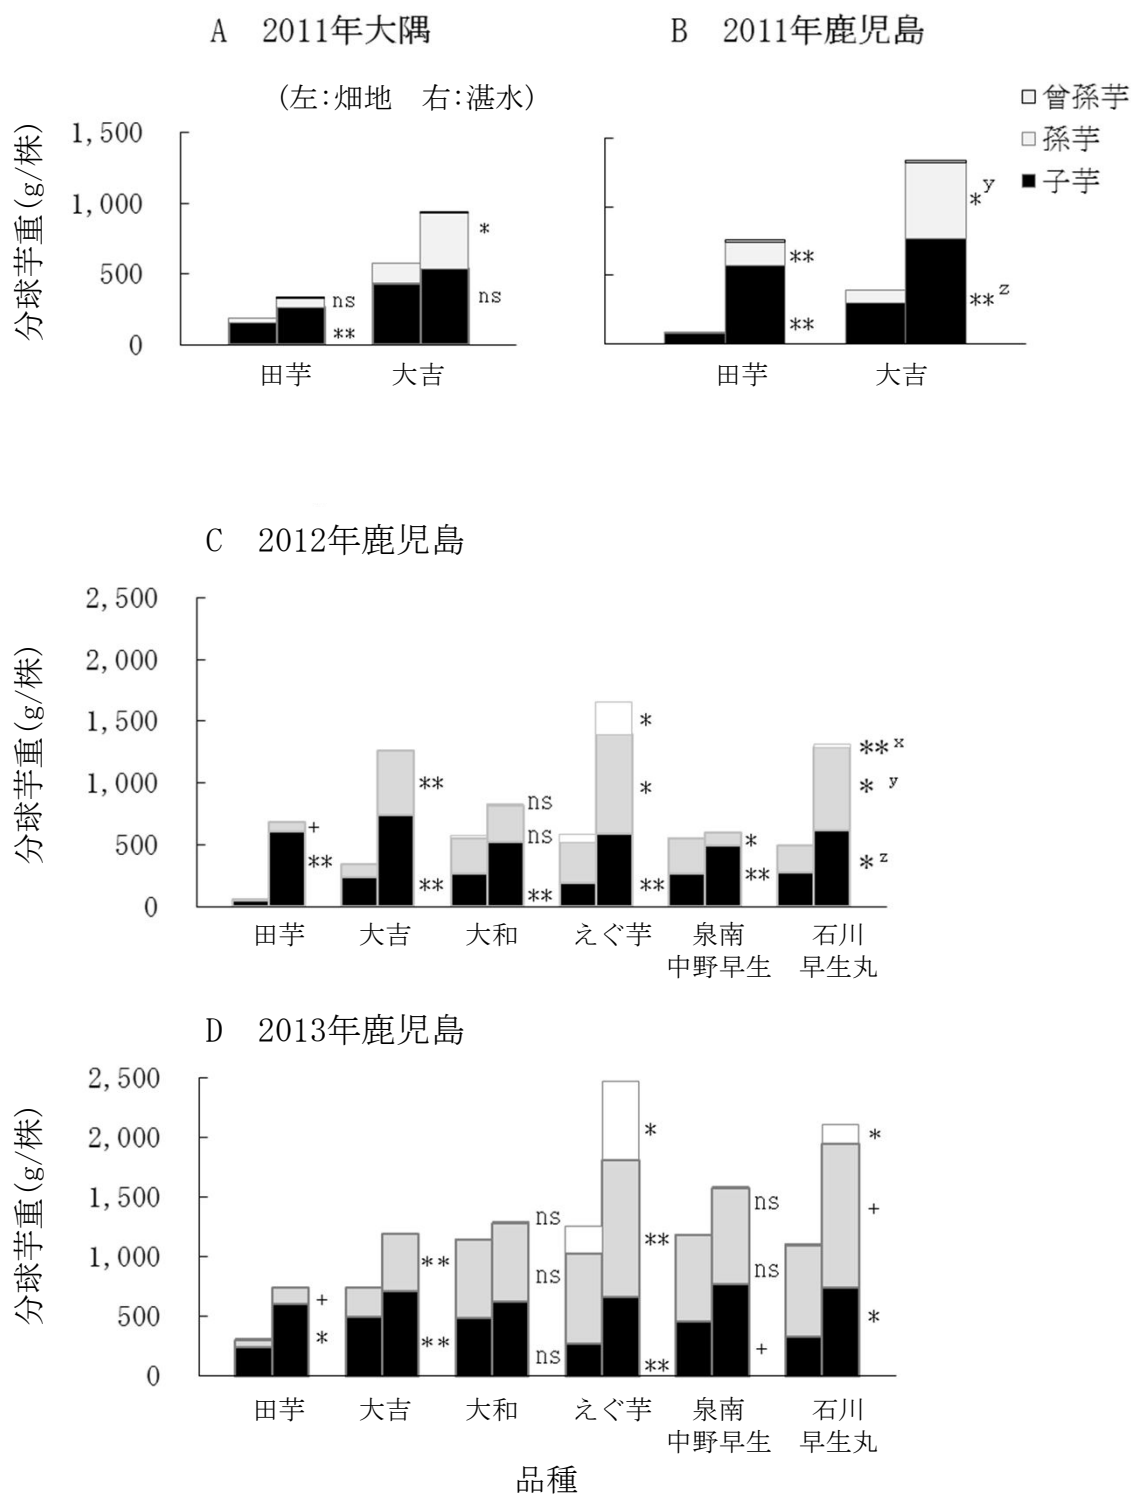 A 2011年大隅
B 2011年鹿児島
(左:畑地 右:湛水)
曾孫芋
孫芋
子芋
分球芋重(g/株)
1,500
1,000
500
0
ns
**
*
ns
田芋
大吉
**
**
* y
** z
田芋
大吉
C 2012年鹿児島
分球芋重(g/株)
2,500
2,000
1,500
1,000
500
0
+
**
**
**
ns
ns
**
*
*
**
*
**
** x
* y
* z
田芋
大吉
大和
えぐ芋
泉南
中野早生
石川
早生丸
D 2013年鹿児島
分球芋重(g/株)
2,500
2,000
1,500
1,000
500
0
+
*
**
**
ns
ns
ns
*
**
**
ns
ns
+
*
+
*
田芋
大吉
大和
えぐ芋
泉南
中野早生
石川
早生丸
品種